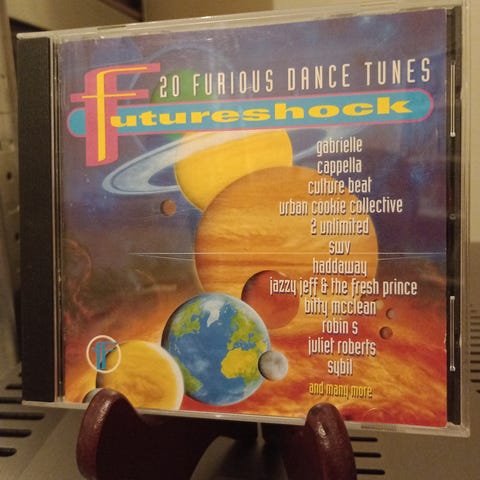 20 FURIOUS DANCE TUNES
Futureshock
gabrielle
cappella
culture beat
urban cookie collective
2 unlimited
swv
haddaway
jazzy jeff & the fresh prince
bitty mcclean
robin s
juliet roberts
sybil
and many more